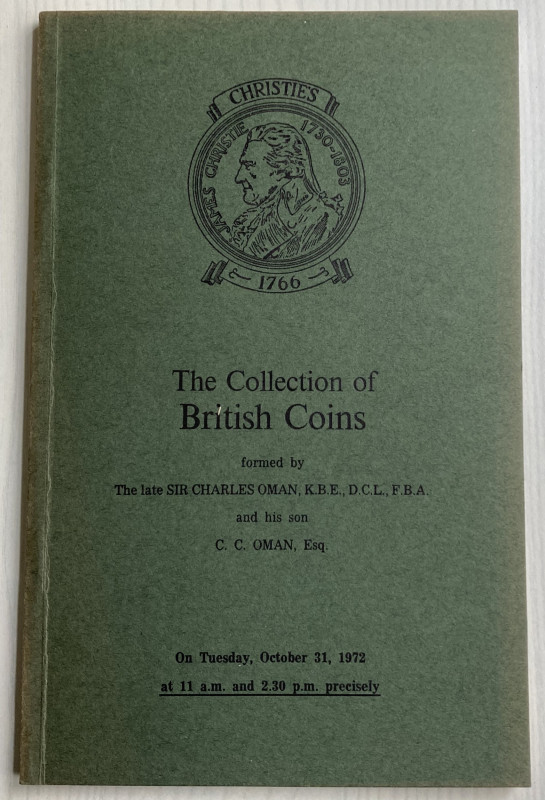 CHRISTIE'S
JAMES CHRISTIE 1730-1803
1766
The Collection of
British Coins
formed by
The late SIR CHARLES OMAN, K.B.E., D.C.L., F.B.A.
and his son
C. C. OMAN, Esq.
On Tuesday, October 31, 1972
at 11 a.m. and 2.30 p.m. precisely